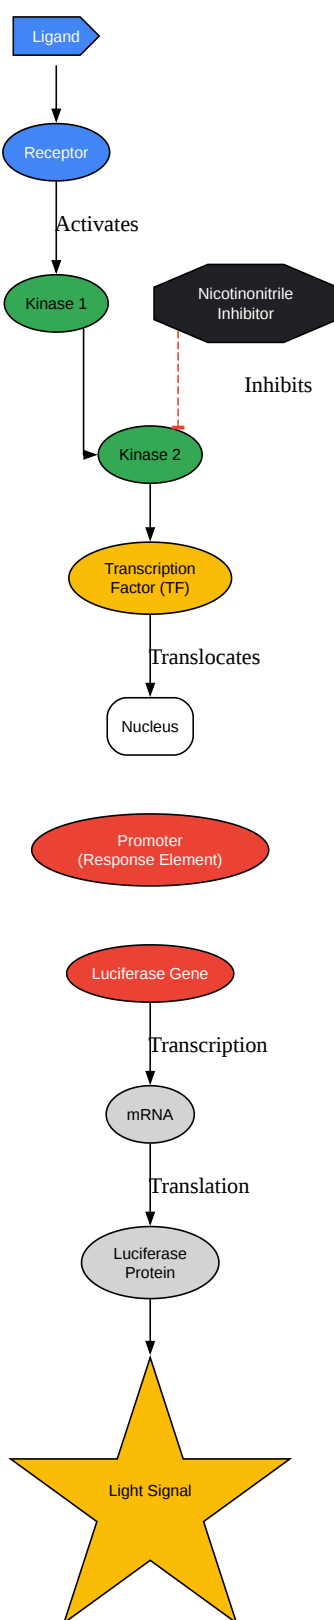 Ligand
Receptor
Activates
Kinase 1
Nicotinonitrile
Inhibitor
Inhibits
Kinase 2
Transcription
Factor (TF)
Translocates
Nucleus
Promoter
(Response Element)
Luciferase Gene
Transcription
mRNA
Translation
Luciferase
Protein
Light Signal